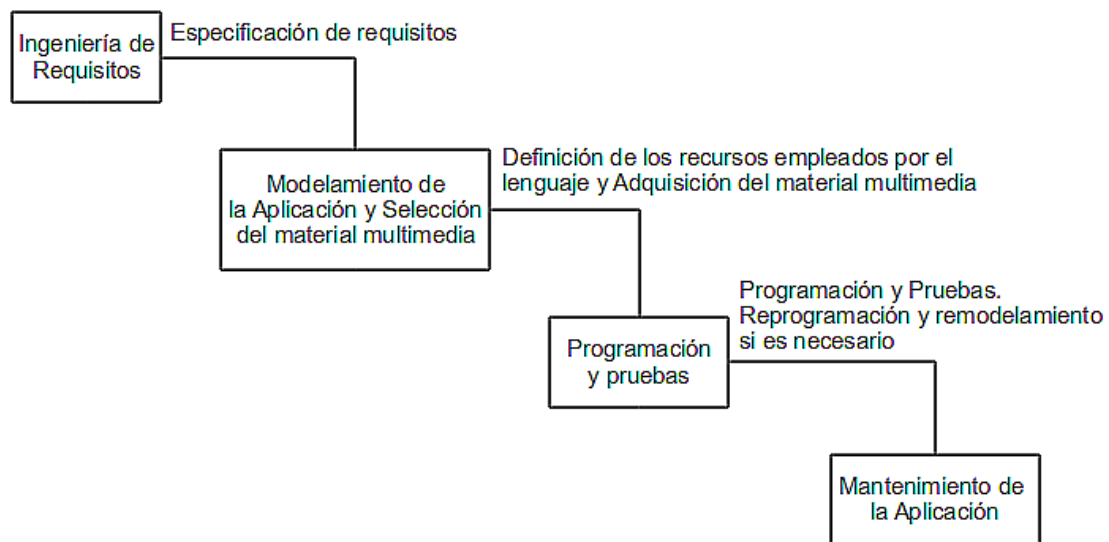 Ingeniería de
Requisitos
Especificación de requisitos
Modelamiento de
la Aplicación y Selección
del material multimedia
Definición de los recursos empleados por el
lenguaje y Adquisición del material multimedia
Programación
y pruebas
Programación y Pruebas.
Reprogramación y remodelamiento
si es necesario
Mantenimiento de
la Aplicación